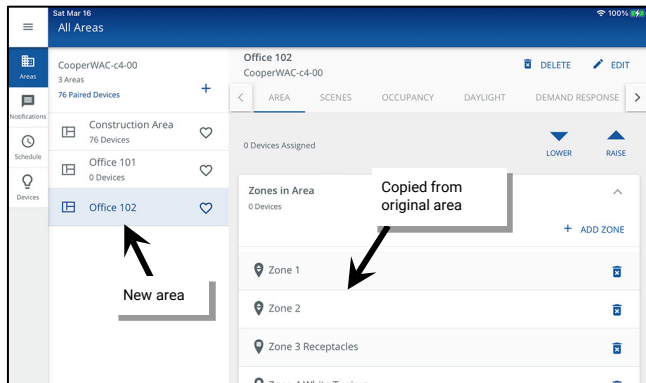 Sat Mar 16
100%
All Areas
Areas
Notifications
Schedule
Devices
CooperWAC-c4-00
3 Areas
76 Paired Devices
+
Construction Area
76 Devices
Office 101
0 Devices
Office 102
New area
Office 102
CooperWAC-c4-00
DELETE
EDIT
< AREA SCENES OCCUPANCY DAYLIGHT DEMAND RESPONSE >
0 Devices Assigned
LOWER RAISE
Zones in Area
0 Devices
Copied from
original area
+ ADD ZONE
Zone 1
Zone 2
Zone 3 Receptacles